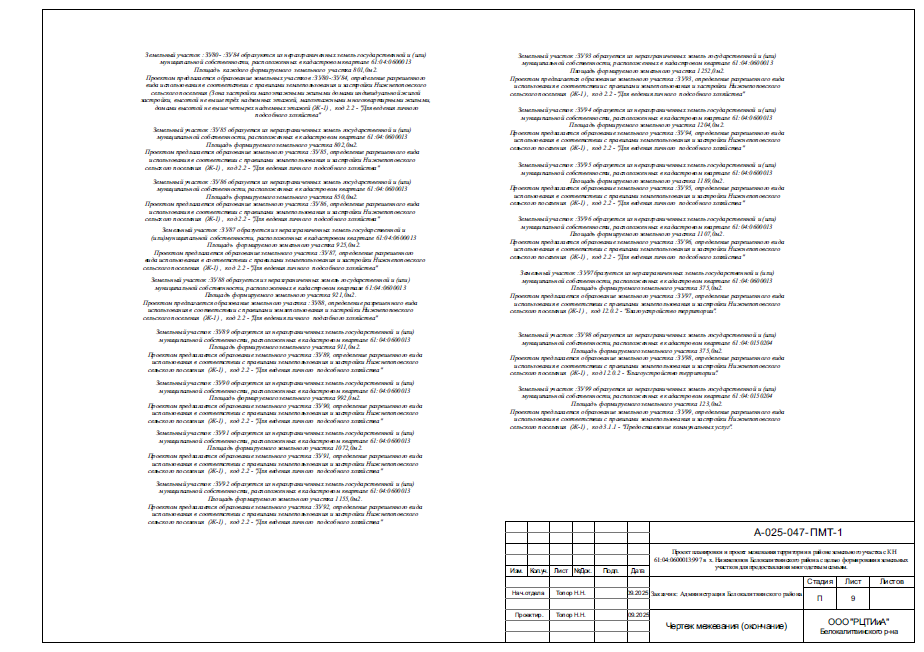 Земельный участок :ЗУ80- :ЗУ84 образуются из неразграниченных земель государственной и (или)
муниципальной собственности, расположенных в кадастровом квартале 61:04:0600013
Площадь каждого формируемого земельного участка 801,0м2.
Проектом предлагается образование земельных участков :ЗУ80-:ЗУ84, определение разрешенного
вида использования в соответствии с правилами землепользования и застройки Нижнепоповского
сельского поселения (Зона застройки малоэтажными жилыми домами индивидуальной жилой
застройки, высотой не выше трёх надземных этажей, малоэтажными многоквартирными жилыми,
домами высотой не выше четырех надземных этажей (Ж-1) , код 2.2 - "Для ведения личного
подсобного хозяйства"
Земельный участок :ЗУ85 образуется из неразграниченных земель государственной и (или)
муниципальной собственности, расположенных в кадастровом квартале 61:04:0600013
Площадь формируемого земельного участка 802,0м2.
Проектом предлагается образование земельного участка :ЗУ85, определение разрешенного вида
использования в соответствии с правилами землепользования и застройки Нижнепоповского
сельского поселения (Ж-1) , код 2.2 - "Для ведения личного подсобного хозяйства"
Земельный участок :ЗУ86 образуется из неразграниченных земель государственной и (или)
муниципальной собственности, расположенных в кадастровом квартале 61:04:0600013
Площадь формируемого земельного участка 850,0м2.
Проектом предлагается образование земельного участка :ЗУ86, определение разрешенного вида
использования в соответствии с правилами землепользования и застройки Нижнепоповского
сельского поселения (Ж-1) , код 2.2 - "Для ведения личного подсобного хозяйства"
Земельный участок :ЗУ87 образуется из неразграниченных земель государственной и
(или)муниципальной собственности, расположенных в кадастровом квартале 61:04:0600013
Площадь формируемого земельного участка 925,0м2.
Проектом предлагается образование земельного участка :ЗУ87, определение разрешенного
вида использования в соответствии с правилами землепользования и застройки Нижнепоповского
сельского поселения (Ж-1) , код 2.2 - "Для ведения личного подсобного хозяйства"
Земельный участок :ЗУ88 образуется из неразграниченных земель государственной и (или)
муниципальной собственности, расположенных в кадастровом квартале 61:04:0600013
Площадь формируемого земельного участка 921,0м2.
Проектом предлагается образование земельного участка :ЗУ88, определение разрешенного вида
использования в соответствии с правилами землепользования и застройки Нижнепоповского
сельского поселения (Ж-1) , код 2.2 - "Для ведения личного подсобного хозяйства"
Земельный участок :ЗУ89 образуется из неразграниченных земель государственной и (или)
муниципальной собственности, расположенных в кадастровом квартале 61:04:0600013
Площадь формируемого земельного участка 911,0м2.
Проектом предлагается образование земельного участка :ЗУ89, определение разрешенного вида
использования в соответствии с правилами землепользования и застройки Нижнепоповского
сельского поселения (Ж-1) , код 2.2 - "Для ведения личного подсобного хозяйства"
Земельный участок :ЗУ90 образуется из неразграниченных земель государственной и (или)
муниципальной собственности, расположенных в кадастровом квартале 61:04:0600013
Площадь формируемого земельного участка 992,0м2.
Проектом предлагается образование земельного участка :ЗУ90, определение разрешенного вида
использования в соответствии с правилами землепользования и застройки Нижнепоповского
сельского поселения (Ж-1) , код 2.2 - "Для ведения личного подсобного хозяйства"
Земельный участок :ЗУ91 образуется из неразграниченных земель государственной и (или)
муниципальной собственности, расположенных в кадастровом квартале 61:04:0600013
Площадь формируемого земельного участка 1072,0м2.
Проектом предлагается образование земельного участка :ЗУ91, определение разрешенного вида
использования в соответствии с правилами землепользования и застройки Нижнепоповского
сельского поселения (Ж-1) , код 2.2 - "Для ведения личного подсобного хозяйства"
Земельный участок :ЗУ92 образуется из неразграниченных земель государственной и (или)
муниципальной собственности, расположенных в кадастровом квартале 61:04:0600013
Площадь формируемого земельного участка 1155,0м2.
Проектом предлагается образование земельного участка :ЗУ92, определение разрешенного вида
использования в соответствии с правилами землепользования и застройки Нижнепоповского
сельского поселения (Ж-1) , код 2.2 - "Для ведения личного подсобного хозяйства"
Земельный участок :ЗУ93 образуется из неразграниченных земель государственной и (или)
муниципальной собственности, расположенных в кадастровом квартале 61:04:0600013
Площадь формируемого земельного участка 1252,0м2.
Проектом предлагается образование земельного участка :ЗУ93, определение разрешенного вида
использования в соответствии с правилами землепользования и застройки Нижнепоповского
сельского поселения (Ж-1) , код 2.2 - "Для ведения личного подсобного хозяйства"
Земельный участок :ЗУ94 образуется из неразграниченных земель государственной и (или)
муниципальной собственности, расположенных в кадастровом квартале 61:04:0600013
Площадь формируемого земельного участка 1204,0м2.
Проектом предлагается образование земельного участка :ЗУ94, определение разрешенного вида
использования в соответствии с правилами землепользования и застройки Нижнепоповского
сельского поселения (Ж-1) , код 2.2 - "Для ведения личного подсобного хозяйства"
Земельный участок :ЗУ95 образуется из неразграниченных земель государственной и (или)
муниципальной собственности, расположенных в кадастровом квартале 61:04:0600013
Площадь формируемого земельного участка 1189,0м2.
Проектом предлагается образование земельного участка :ЗУ95, определение разрешенного вида
использования в соответствии с правилами землепользования и застройки Нижнепоповского
сельского поселения (Ж-1) , код 2.2 - "Для ведения личного подсобного хозяйства"
Земельный участок :ЗУ96 образуется из неразграниченных земель государственной и (или)
муниципальной собственности, расположенных в кадастровом квартале 61:04:0600013
Площадь формируемого земельного участка 1107,0м2.
Проектом предлагается образование земельного участка :ЗУ96, определение разрешенного вида
использования в соответствии с правилами землепользования и застройки Нижнепоповского
сельского поселения (Ж-1) , код 2.2 - "Для ведения личного подсобного хозяйства"
Земельный участок :ЗУ97 образуется из неразграниченных земель государственной и (или)
муниципальной собственности, расположенных в кадастровом квартале 61:04:0600013
Площадь формируемого земельного участка 375,0м2.
Проектом предлагается образование земельного участка :ЗУ97, определение разрешенного вида
использования в соответствии с правилами землепользования и застройки Нижнепоповского
сельского поселения (Ж-1) , код 12.0.2 - "Благоустройство территории".
Земельный участок :ЗУ98 образуется из неразграниченных земель государственной и (или)
муниципальной собственности, расположенных в кадастровом квартале 61:04:0150204
Площадь формируемого земельного участка 375,0м2.
Проектом предлагается образование земельного участка :ЗУ98, определение разрешенного вида
использования в соответствии с правилами землепользования и застройки Нижнепоповского
сельского поселения (Ж-1) , код 12.0.2 - "Благоустройство территории".
Земельный участок :ЗУ99 образуется из неразграниченных земель государственной и (или)
муниципальной собственности, расположенных в кадастровом квартале 61:04:0150204
Площадь формируемого земельного участка 123,0м2.
Проектом предлагается образование земельного участка :ЗУ99, определение разрешенного вида
использования в соответствии с правилами землепользования и застройки Нижнепоповского
сельского поселения (Ж-1) , код 3.1.1 - "Предоставление коммунальных услуг".
А-025-047-ПМТ-1
Проект планировки и проект межевания территории в районе земельного участка с КН
61:04:0600013:997 в х. Нижнепопов Белокалитвинского района с целью формирования земельных
участков для предоставления многодетным семьям.
Изм. Кол.уч. Лист №Док. Подп. Дата
Стадия Лист Листов
Нач.отдела Топор Н.Н. 09.2025
Заказчик: Администрация Белокалитвинского района
П 9
Проектир. Топор Н.Н. 09.2025
Чертеж межевания (окончание)
ООО "РЦТИиА"
Белокалитвинского р-на